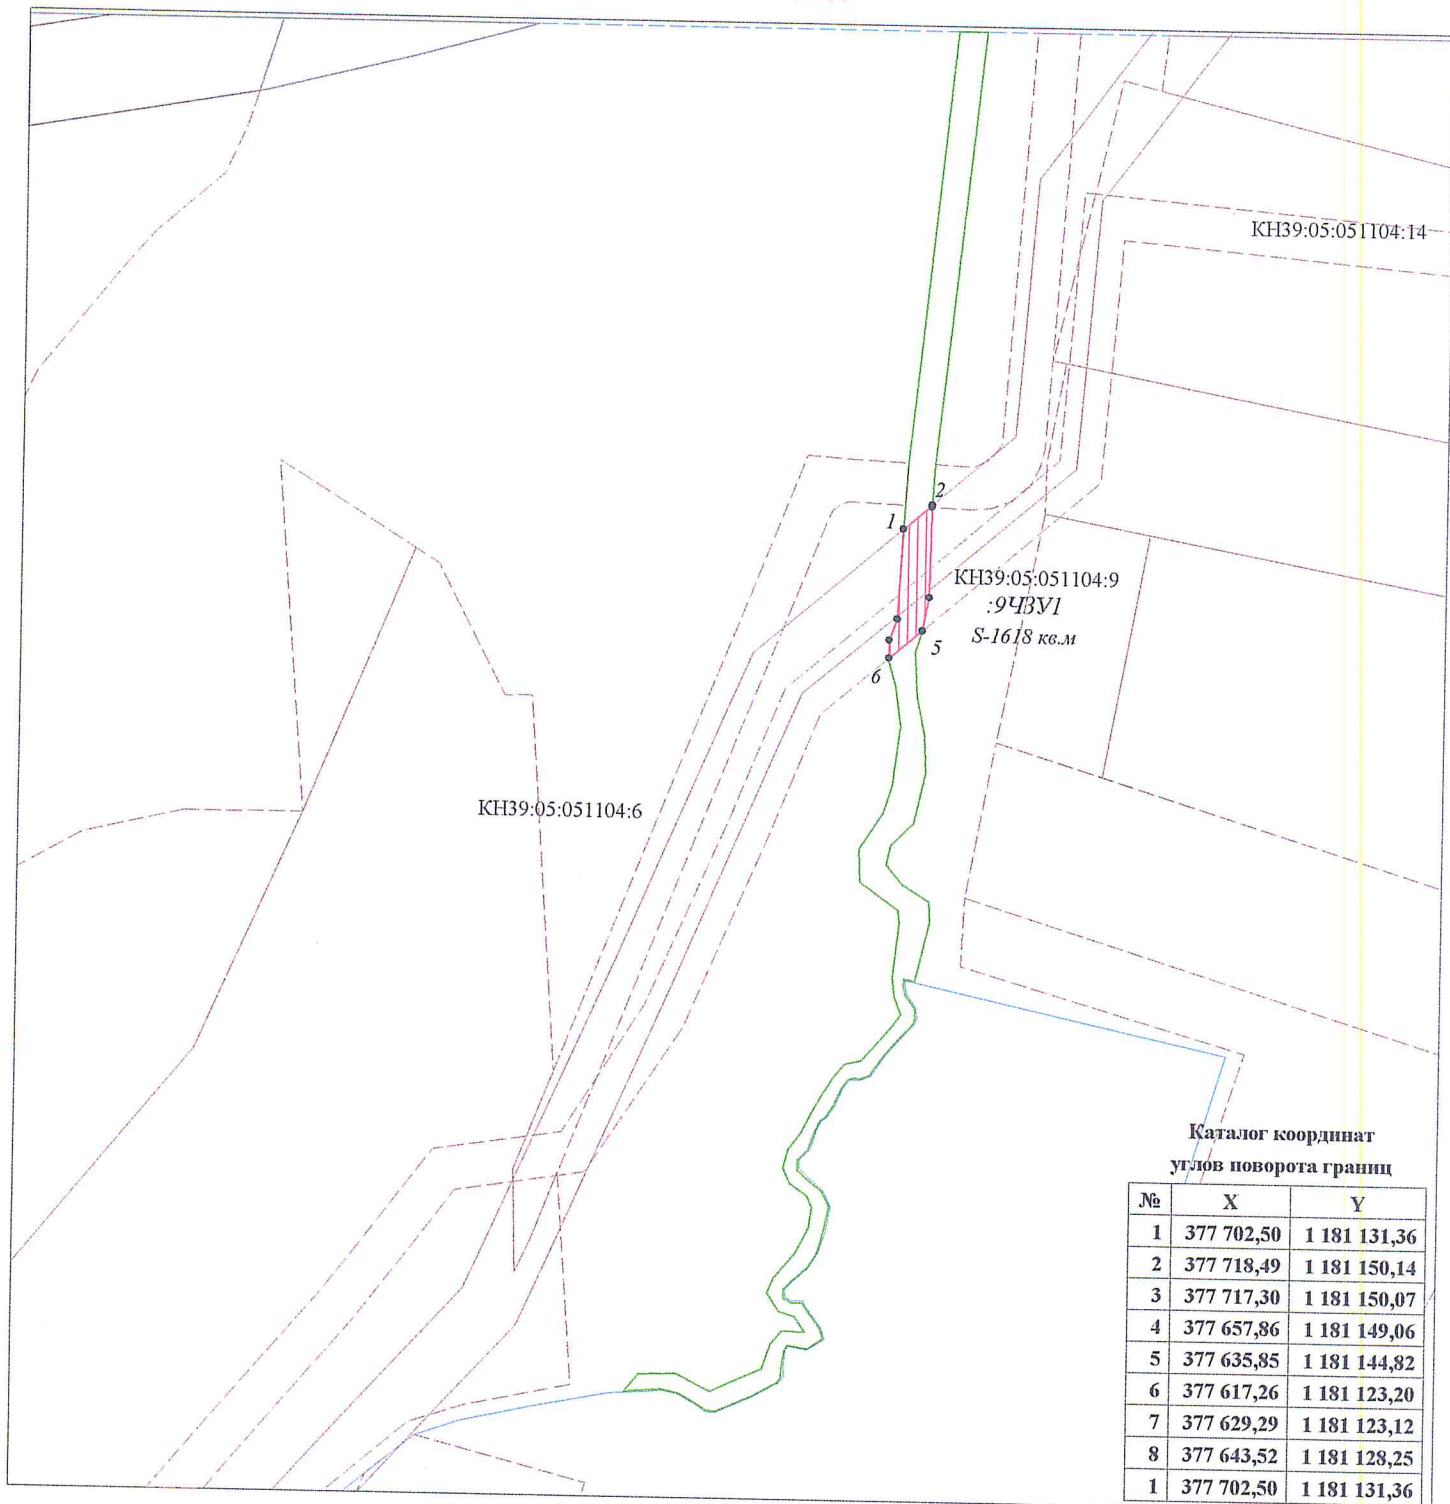 КН39:05:051104:14
2
1
КН39:05:051104:9
:9ЧЗУ1
S-1618 кв.м
5
6
КН39:05:051104:6
Каталог координат
углов поворота границ
№ X Y
1 377 702,50 1 181 131,36
2 377 718,49 1 181 150,14
3 377 717,30 1 181 150,07
4 377 657,86 1 181 149,06
5 377 635,85 1 181 144,82
6 377 617,26 1 181 123,20
7 377 629,29 1 181 123,12
8 377 643,52 1 181 128,25
1 377 702,50 1 181 131,36